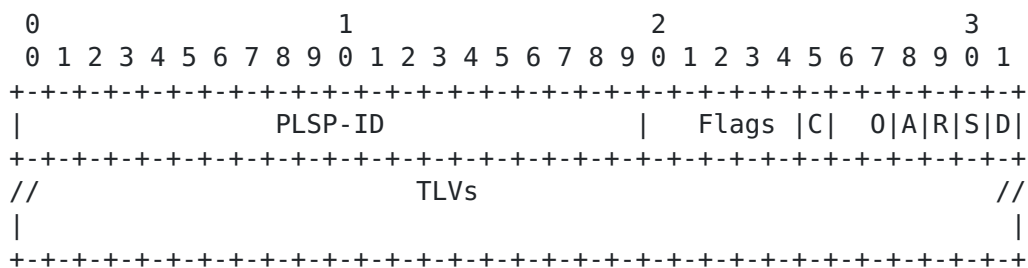 0                   1                   2                   3
 0 1 2 3 4 5 6 7 8 9 0 1 2 3 4 5 6 7 8 9 0 1 2 3 4 5 6 7 8 9 0 1
+-+-+-+-+-+-+-+-+-+-+-+-+-+-+-+-+-+-+-+-+-+-+-+-+-+-+-+-+-+-+-+-+
|                PLSP-ID                |   Flags |C|  O|A|R|S|D|
+-+-+-+-+-+-+-+-+-+-+-+-+-+-+-+-+-+-+-+-+-+-+-+-+-+-+-+-+-+-+-+-+
//                        TLVs                                 //
|                                                               |
+-+-+-+-+-+-+-+-+-+-+-+-+-+-+-+-+-+-+-+-+-+-+-+-+-+-+-+-+-+-+-+-+